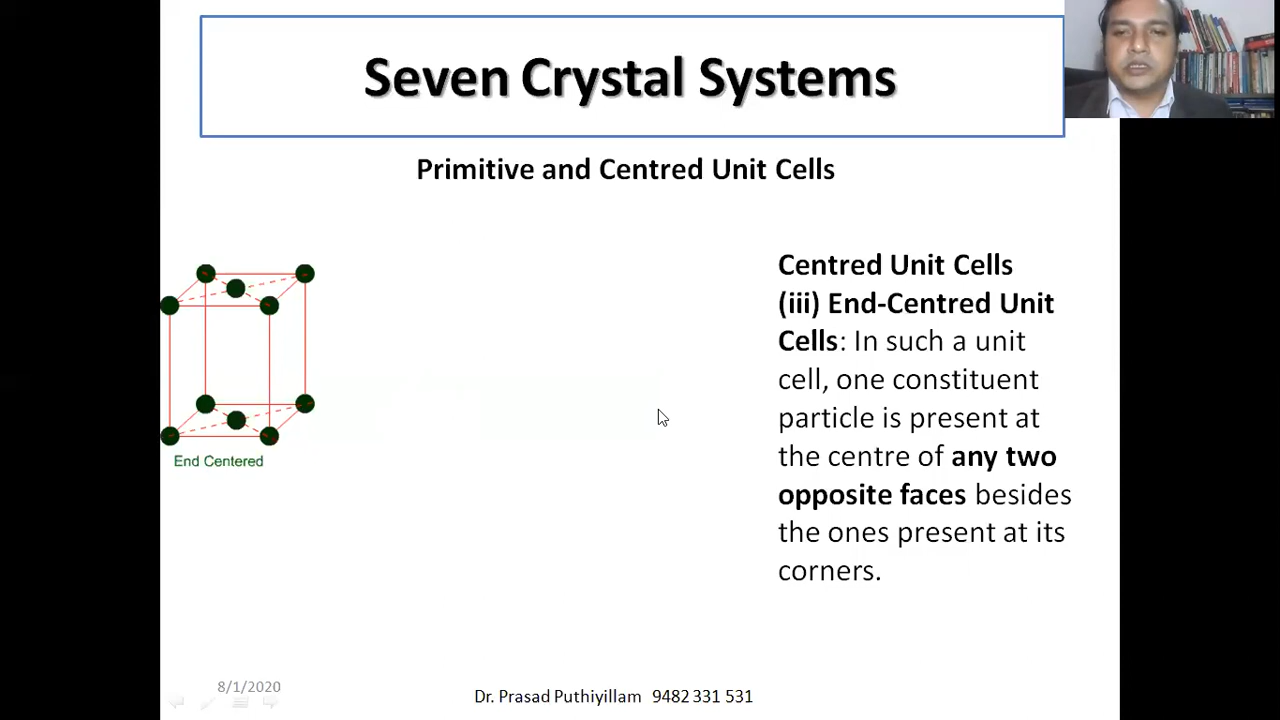 Seven Crystal Systems
Primitive and Centred Unit Cells
End Centered
Centred Unit Cells
(iii) End-Centred Unit
Cells: In such a unit
cell, one constituent
particle is present at
the centre of any two
opposite faces besides
the ones present at its
corners.
8/1/2020
Dr. Prasad Puthiyillam 9482 331 531